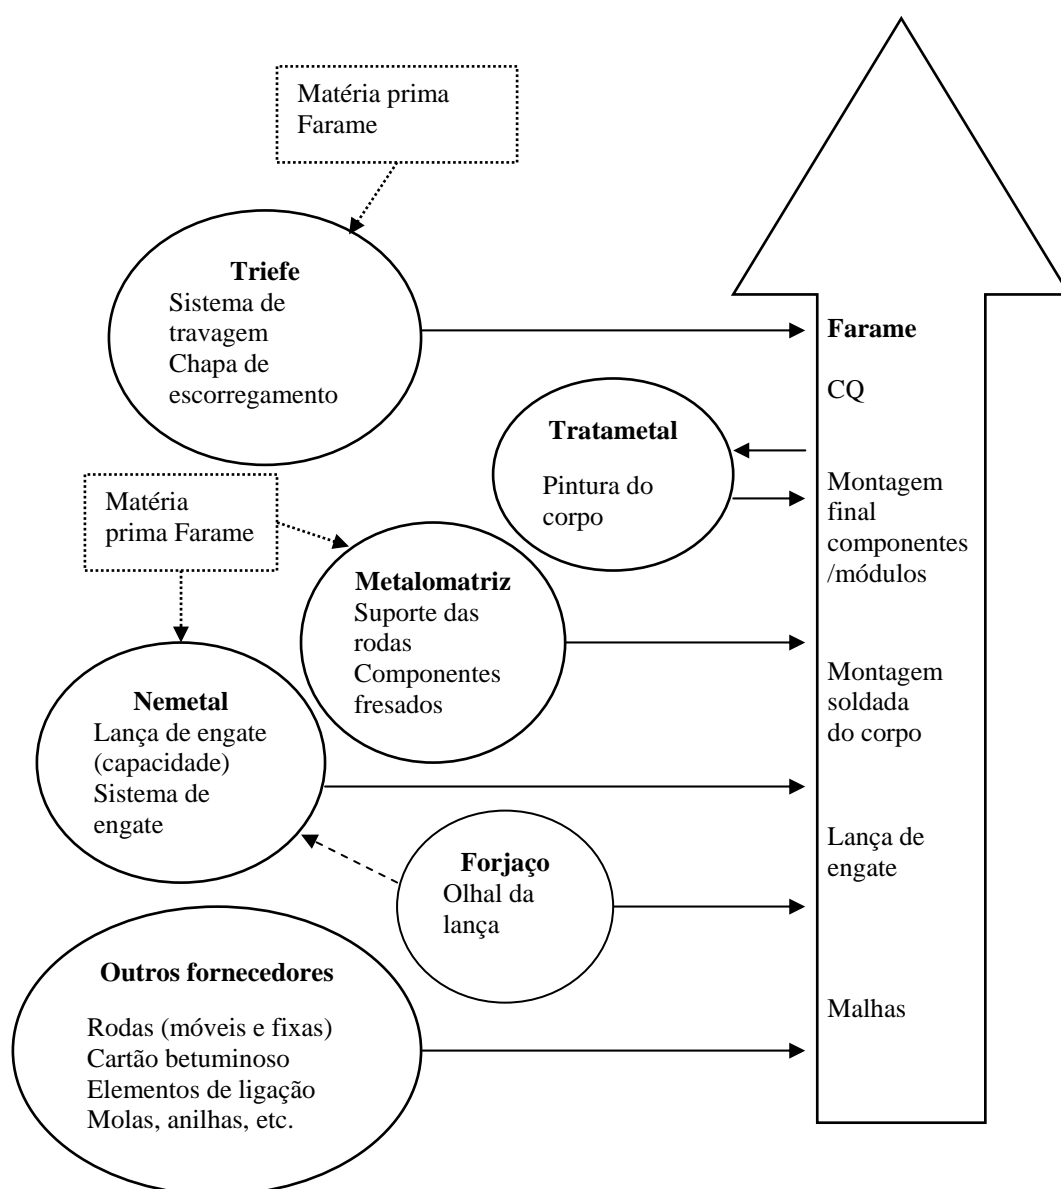 Matéria prima
Farame
Triefe
Sistema de
travagem
Chapa de
escorregamento
Tratametal
Pintura do
corpo
Matéria
prima Farame
Metalomatriz
Suporte das
rodas
Componentes
fresados
Nemetal
Lança de engate
(capacidade)
Sistema de
engate
Forjaço
Olhal da
lança
Outros fornecedores
Rodas (móveis e fixas)
Cartão betuminoso
Elementos de ligação
Molas, anilhas, etc.
Farame
CQ
Montagem
final
componentes
/módulos
Montagem
soldada
do corpo
Lança de
engate
Malhas